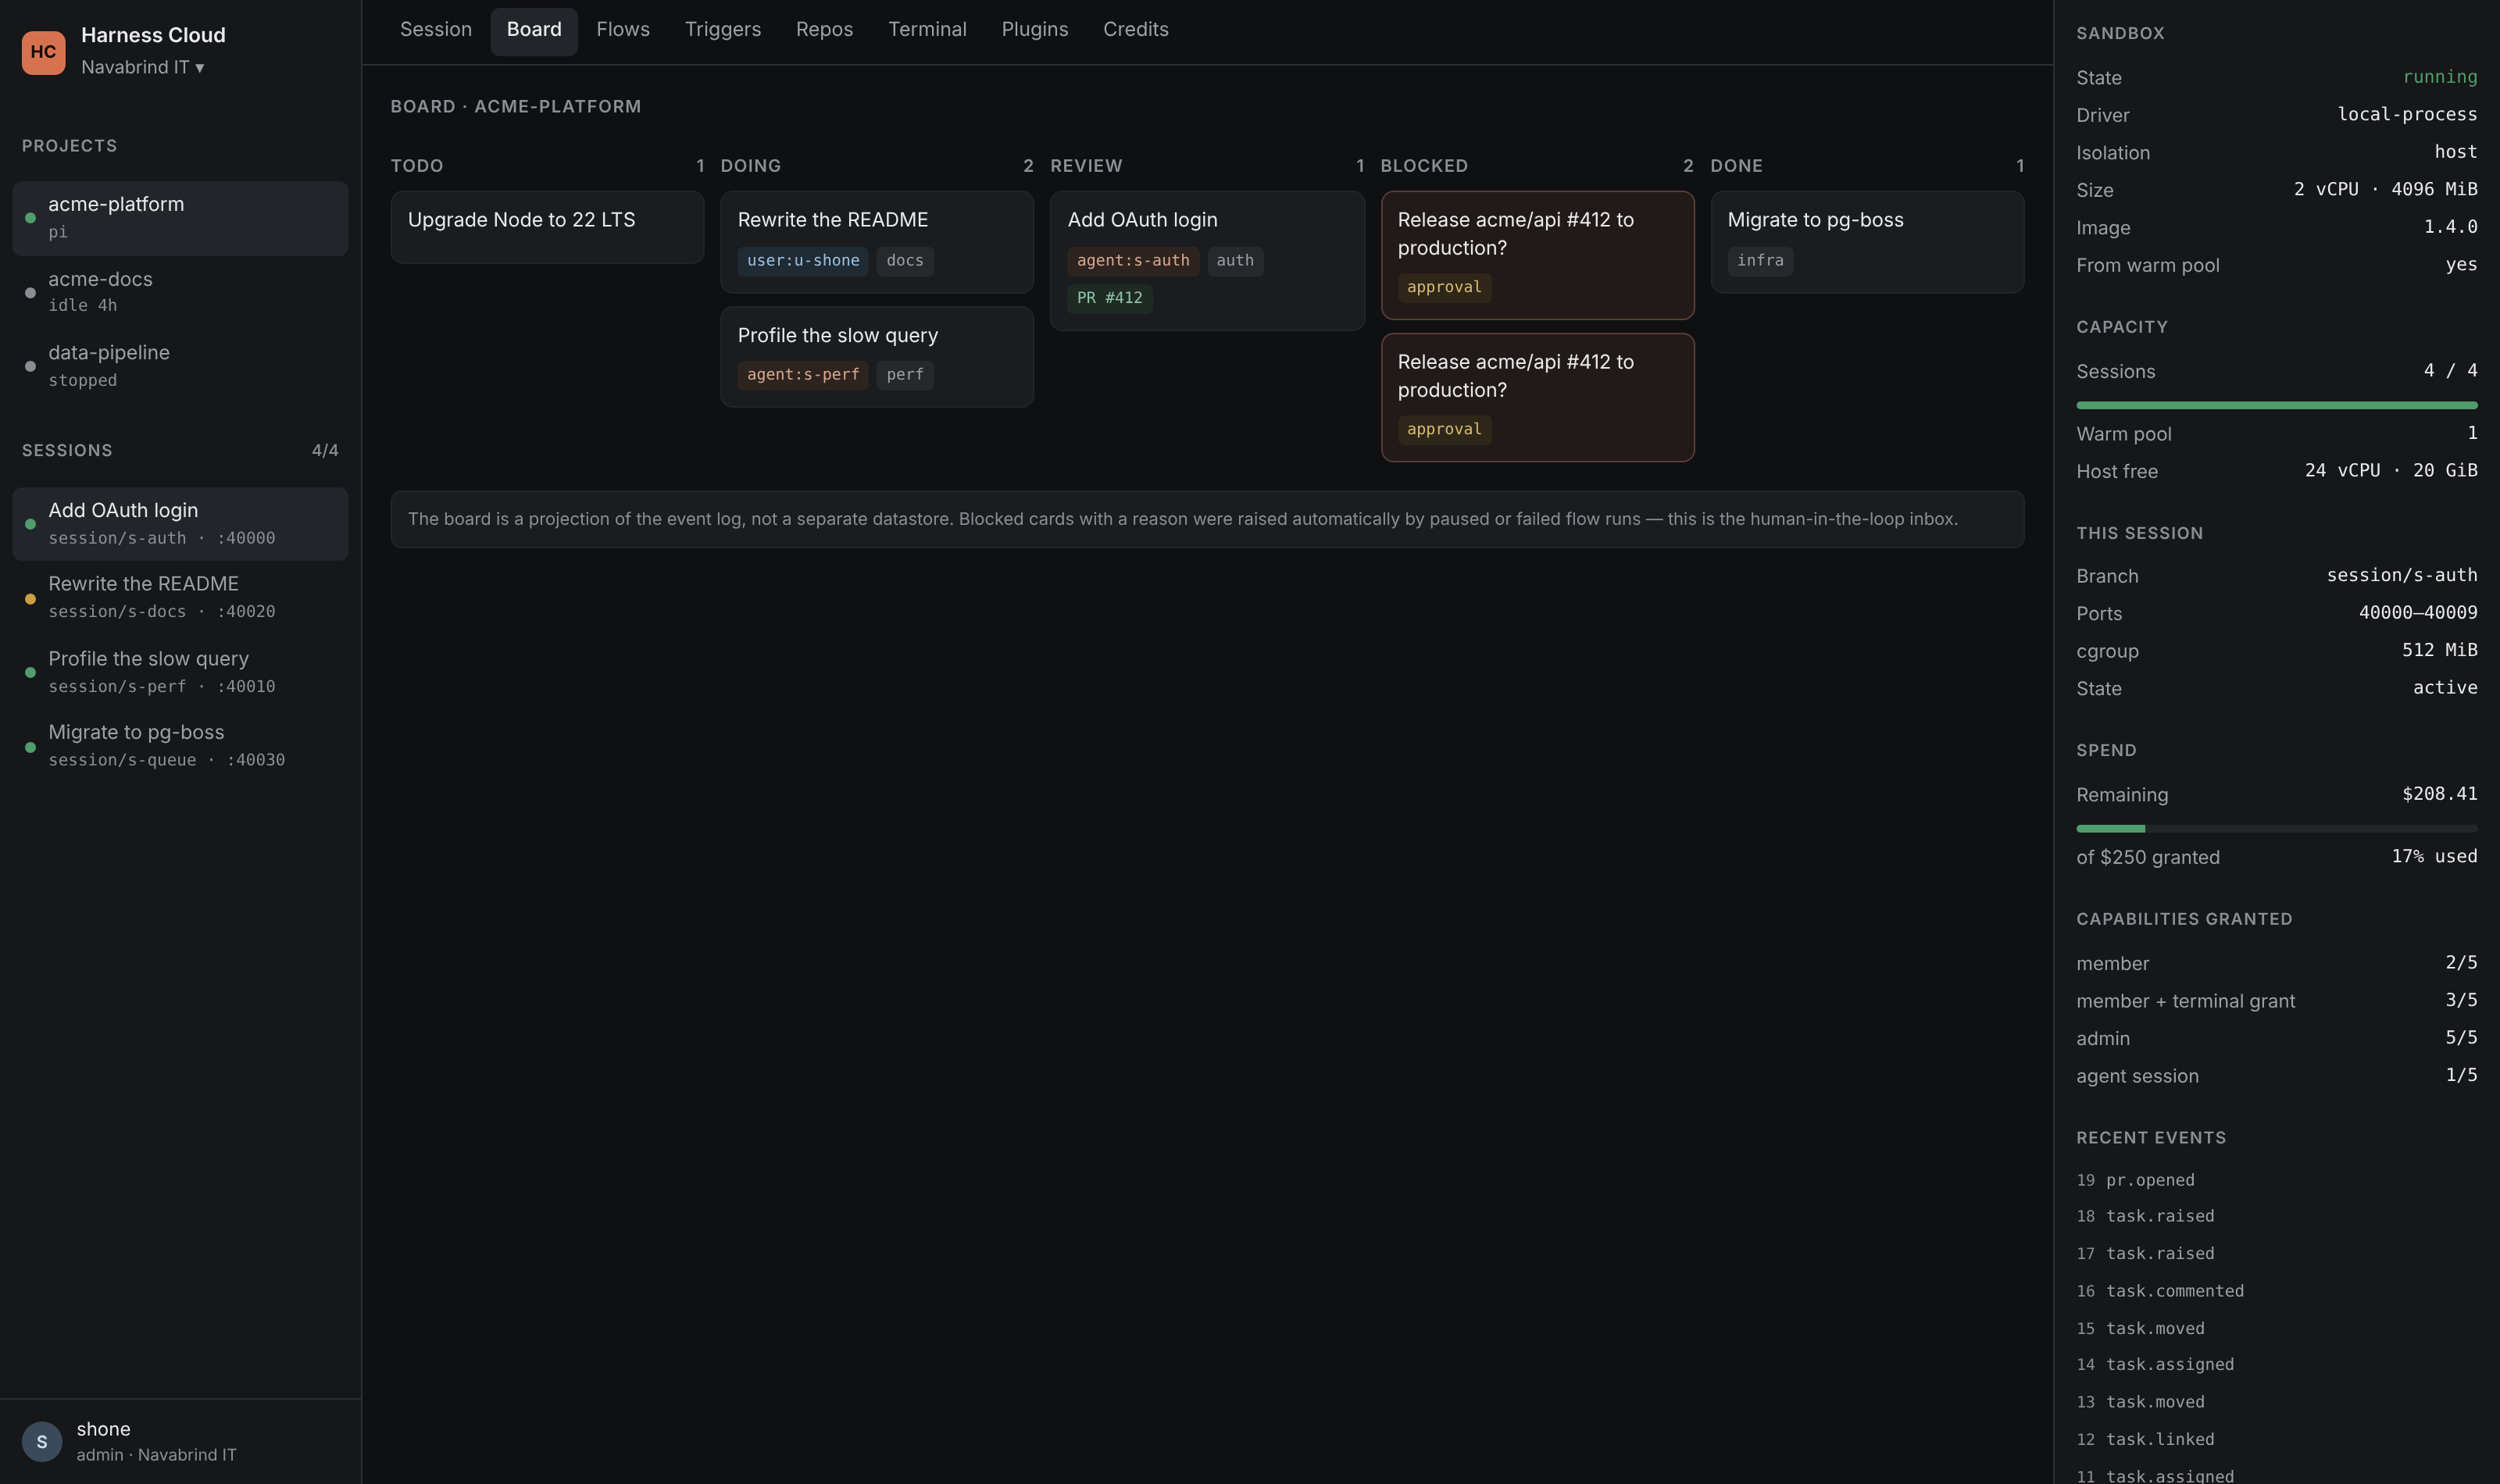 HC
Harness Cloud
Navabrind IT ▾
PROJECTS
acme-platform
pi
acme-docs
idle 4h
data-pipeline
stopped
SESSIONS 4/4
Add OAuth login
session/s-auth · :40000
Rewrite the README
session/s-docs · :40020
Profile the slow query
session/s-perf · :40010
Migrate to pg-boss
session/s-queue · :40030
S
shone
admin · Navabrind IT
Session Board Flows Triggers Repos Terminal Plugins Credits
BOARD · ACME-PLATFORM
TODO 1
Upgrade Node to 22 LTS
DOING 2
Rewrite the README
user:u-shone docs
Profile the slow query
agent:s-perf perf
REVIEW 1
Add OAuth login
agent:s-auth auth
PR #412
BLOCKED 2
Release acme/api #412 to
production?
approval
Release acme/api #412 to
production?
approval
DONE 1
Migrate to pg-boss
infra
The board is a projection of the event log, not a separate datastore. Blocked cards with a reason were raised automatically by paused or failed flow runs — this is the human-in-the-loop inbox.
SANDBOX
State running
Driver local-process
Isolation host
Size 2 vCPU · 4096 MiB
Image 1.4.0
From warm pool yes
CAPACITY
Sessions 4 / 4
Warm pool 1
Host free 24 vCPU · 20 GiB
THIS SESSION
Branch session/s-auth
Ports 40000–40009
cgroup 512 MiB
State active
SPEND
Remaining $208.41
of $250 granted 17% used
CAPABILITIES GRANTED
member 2/5
member + terminal grant 3/5
admin 5/5
agent session 1/5
RECENT EVENTS
19 pr.opened
18 task.raised
17 task.raised
16 task.commented
15 task.moved
14 task.assigned
13 task.moved
12 task.linked
11 task.assigned